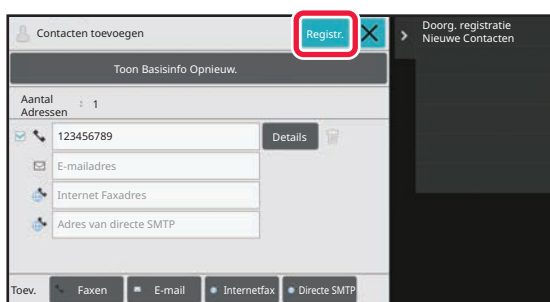 Contacten toevoegen
Registr.
Doorg. registratie
Nieuwe Contacten
Toon Basisinfo Opnieuw.
Aantal
Adressen : 1
123456789
Details
E-mailadres
Internet Faxadres
Adres van directe SMTP
Toev.
Faxen
E-mail
Internetfax
Directe SMTP